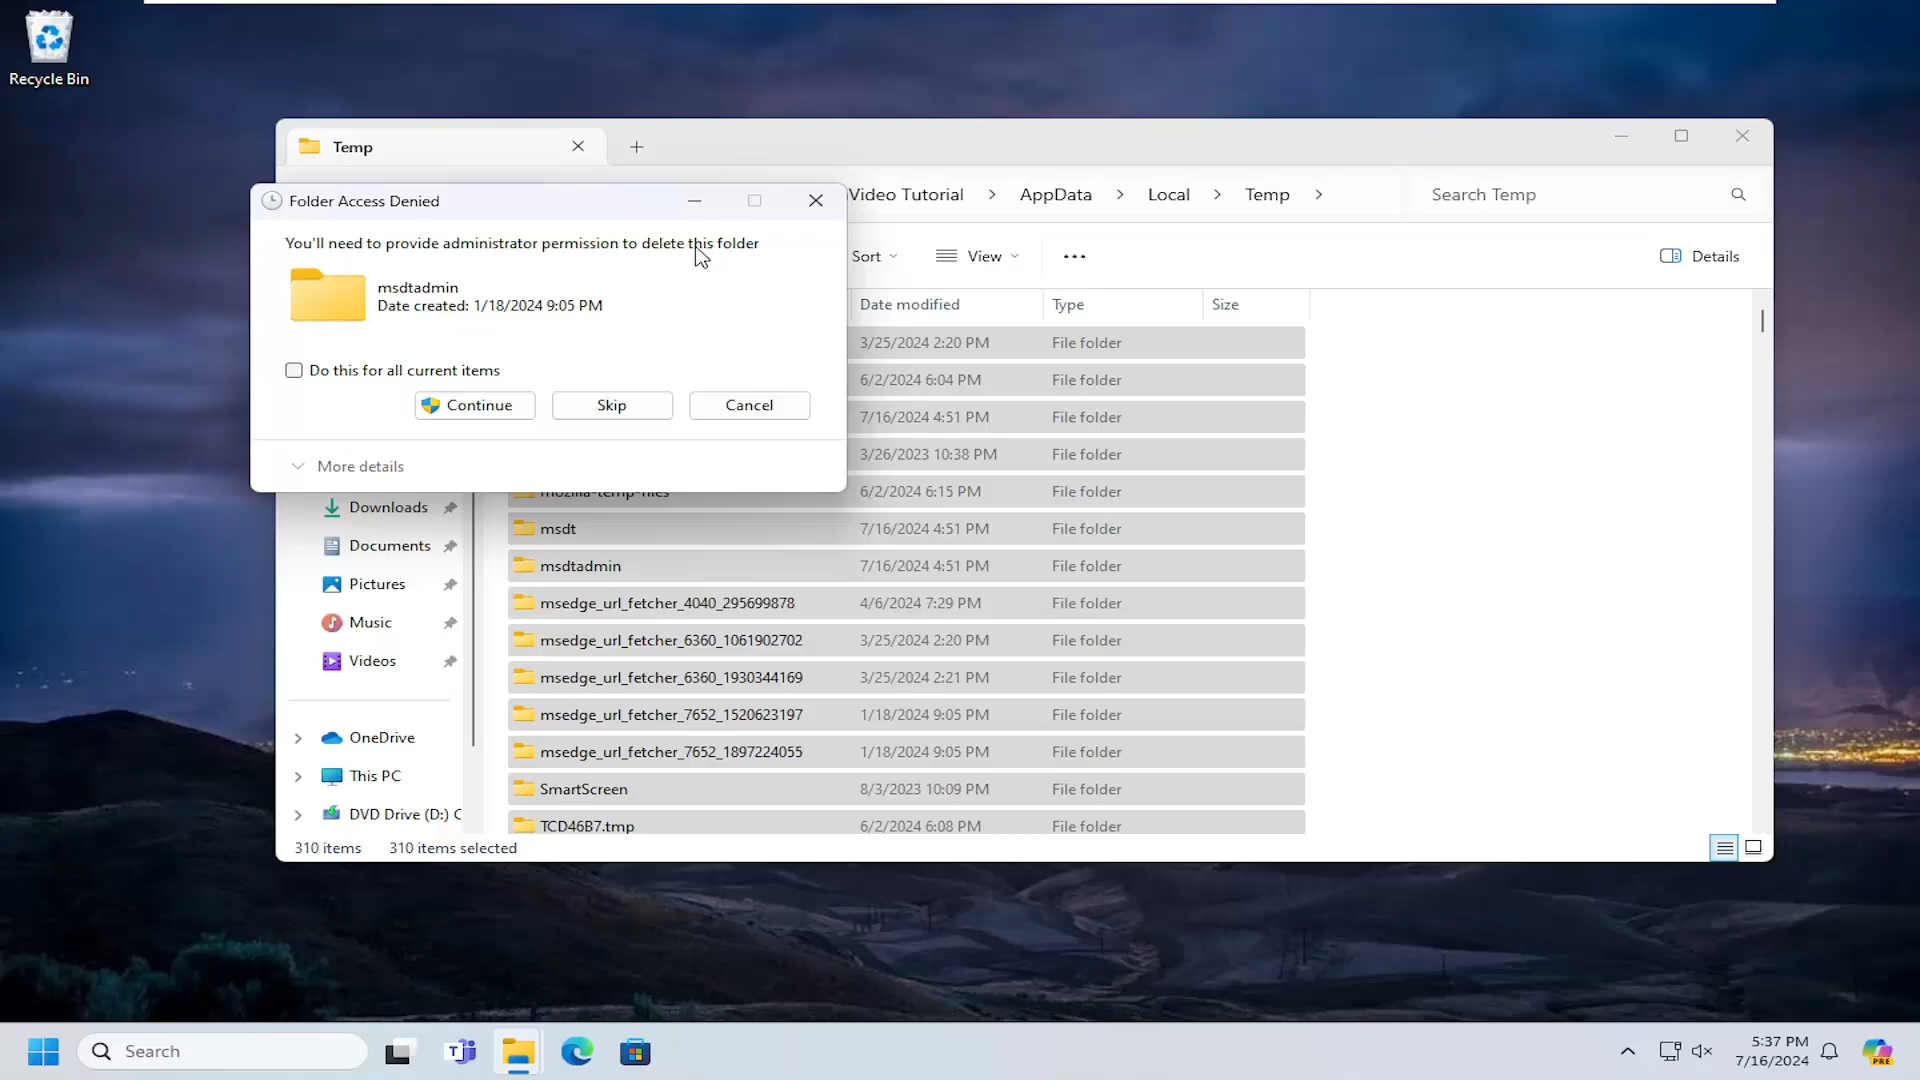 Recycle Bin
Temp
Folder Access Denied
You'll need to provide administrator permission to delete this folder
msdtadmin
Date created: 1/18/2024 9:05 PM
Do this for all current items
Continue
Skip
Cancel
More details
Video Tutorial
AppData
Local
Temp
Search Temp
Sort
View
Details
Date modified
Type
Size
3/25/2024 2:20 PM
File folder
6/2/2024 6:04 PM
File folder
7/16/2024 4:51 PM
File folder
3/26/2023 10:38 PM
File folder
mozilla-temp-files
6/2/2024 6:15 PM
File folder
msdt
7/16/2024 4:51 PM
File folder
msdtadmin
7/16/2024 4:51 PM
File folder
msedge_url_fetcher_4040_295699878
4/6/2024 7:29 PM
File folder
msedge_url_fetcher_6360_1061902702
3/25/2024 2:20 PM
File folder
msedge_url_fetcher_6360_1930344169
3/25/2024 2:21 PM
File folder
msedge_url_fetcher_7652_1520623197
1/18/2024 9:05 PM
File folder
msedge_url_fetcher_7652_1897224055
1/18/2024 9:05 PM
File folder
SmartScreen
8/3/2023 10:09 PM
File folder
TCD46B7.tmp
6/2/2024 6:08 PM
File folder
Downloads
Documents
Pictures
Music
Videos
OneDrive
This PC
DVD Drive (D:) C
310 items
310 items selected
Search
5:37 PM
7/16/2024
PRE